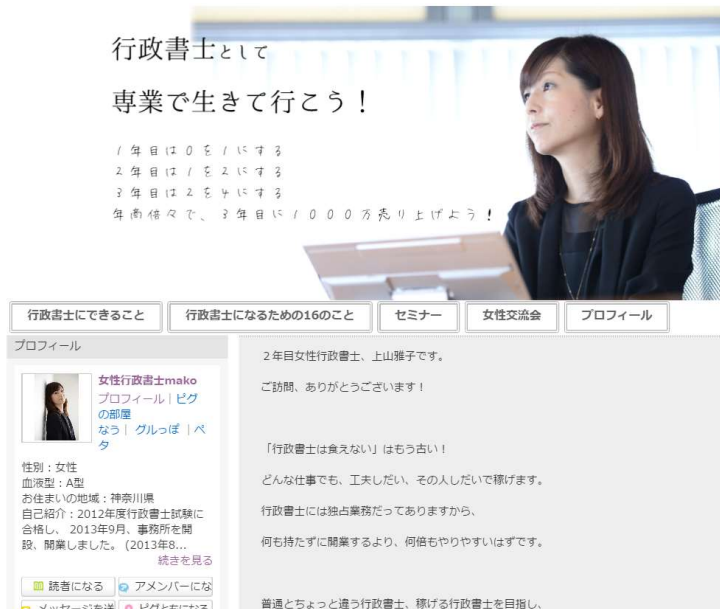 行政書士として
専業で生きて行こう！
1年目は0を1にする
2年目は1を2にする
3年目は2を4にする
年商倍々で、3年目に1000万売り上げよう！
行政書士にできること
行政書士になるための16のこと
セミナー
女性交流会
プロフィール
プロフィール
女性行政書士mako
プロフィール｜ピグ
の部屋
なう｜ グルっぽ ｜ペ
タ
性別：女性
血液型：A型
お住まいの地域：神奈川県
自己紹介：2012年度行政書士試験に
合格し、 2013年9月、事務所を開
設、開業しました。 (2013年8...
続きを見る
読者になる
アメンバーにな
メッセージを送
ピグともになる
２年目女性行政書士、上山雅子です。
ご訪問、ありがとうございます！
「行政書士は食えない」はもう古い！
どんな仕事でも、工夫しだい、その人しだいで稼げます。
行政書士には独占業務だってありますから、
何も持たずに開業するより、何倍もやりやすいはずです。
普通とちょっと違う行政書士、稼げる行政書士を目指し、